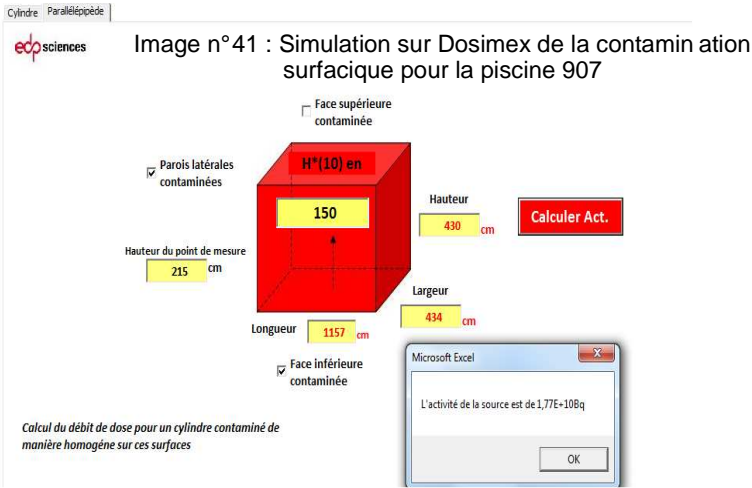 Cylindre Parallélépipède
edp sciences
Image n°41 : Simulation sur Dosimex de la contamin ation
surfacique pour la piscine 907
Face supérieure
contaminée
Parois latérales
contaminées
H*(10) en
150
Hauteur
430 cm
Calculer Act.
Hauteur du point de mesure
215 cm
Largeur
434 cm
Longueur 1157 cm
Face inférieure
contaminée
Microsoft Excel
L'activité de la source est de 1,77E+10Bq
OK
Calcul du débit de dose pour un cylindre contaminé de
manière homogéne sur ces surfaces